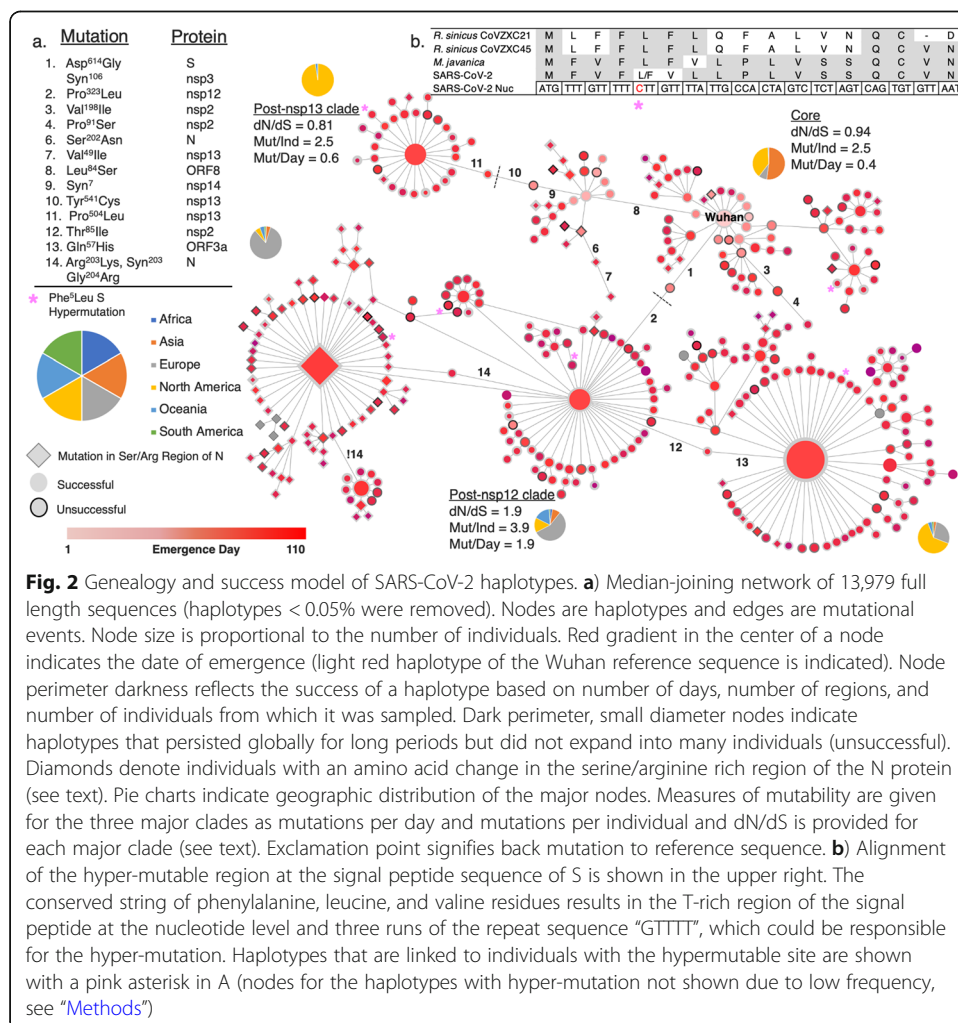 a. Mutation Protein
1. Asp⁶¹⁴Gly S
Syn¹⁰⁶ nsp3
2. Pro³²³Leu nsp12
3. Val¹⁹⁸Ile nsp2
4. Pro⁹¹Ser nsp2
6. Ser²⁰²Asn N
7. Val⁴⁹Ile nsp13
8. Leu⁸⁴Ser ORF8
9. Syn⁷ nsp14
10. Tyr⁵⁴¹Cys nsp13
11. Pro⁵⁰⁴Leu nsp13
12. Thr⁸⁵Ile nsp2
13. Gln⁵⁷His ORF3a
14. Arg²⁰³Lys, Syn²⁰³ N
Gly²⁰⁴Arg
* Phe⁵Leu S
Hypermutation
Africa
Asia
Europe
North America
Oceania
South America
Mutation in Ser/Arg Region of N
Successful
Unsuccessful
1 Emergence Day 110
b.
R. sinicus CoVZXC21 M L F F L F L Q F A L V N Q C - D
R. sinicus CoVZXC45 M L F F L F L Q F A L V N Q C V N
M. javanica M F V F L F V L P L V S S Q C V N
SARS-CoV-2 M F V F L/F V L L P L V S S Q C V N
SARS-CoV-2 Nuc ATG TTT GTT TTT CTT GTT TTA TTG CCA CTA GTC TCT AGT CAG TGT GTT AAT
*
Post-nsp13 clade
dN/dS = 0.81
Mut/Ind = 2.5
Mut/Day = 0.6
Core
dN/dS = 0.94
Mut/Ind = 2.5
Mut/Day = 0.4
Wuhan
11
10
9
8
6
7
1
3
2
4
14
12
13
!14
Post-nsp12 clade
dN/dS = 1.9
Mut/Ind = 3.9
Mut/Day = 1.9
Fig. 2 Genealogy and success model of SARS-CoV-2 haplotypes. a) Median-joining network of 13,979 full
length sequences (haplotypes < 0.05% were removed). Nodes are haplotypes and edges are mutational
events. Node size is proportional to the number of individuals. Red gradient in the center of a node
indicates the date of emergence (light red haplotype of the Wuhan reference sequence is indicated). Node
perimeter darkness reflects the success of a haplotype based on number of days, number of regions, and
number of individuals from which it was sampled. Dark perimeter, small diameter nodes indicate
haplotypes that persisted globally for long periods but did not expand into many individuals (unsuccessful).
Diamonds denote individuals with an amino acid change in the serine/arginine rich region of the N protein
(see text). Pie charts indicate geographic distribution of the major nodes. Measures of mutability are given
for the three major clades as mutations per day and mutations per individual and dN/dS is provided for
each major clade (see text). Exclamation point signifies back mutation to reference sequence. b) Alignment
of the hyper-mutable region at the signal peptide sequence of S is shown in the upper right. The
conserved string of phenylalanine, leucine, and valine residues results in the T-rich region of the signal
peptide at the nucleotide level and three runs of the repeat sequence “GTTTT”, which could be responsible
for the hyper-mutation. Haplotypes that are linked to individuals with the hypermutable site are shown
with a pink asterisk in A (nodes for the haplotypes with hyper-mutation not shown due to low frequency,
see “Methods”)